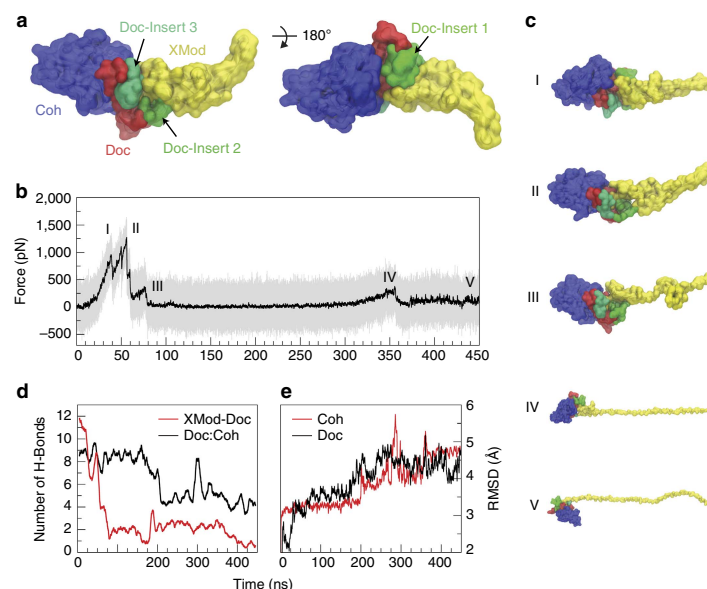 a
Doc-Insert 3
XMod
180°
Doc-Insert 1
Coh
Doc
Doc-Insert 2
b
2,000
1,500
1,000
500
0
−500
Force (pN)
I
II
III
IV
V
0 50 100 150 200 250 300 350 400 450
c
I
II
III
IV
V
d
12
10
8
6
4
2
0
Number of H-Bonds
XMod-Doc
Doc:Coh
0 200 400
e
Coh
Doc
6
5
4
3
2
RMSD (Å)
0 100 200 300 400
Time (ns)